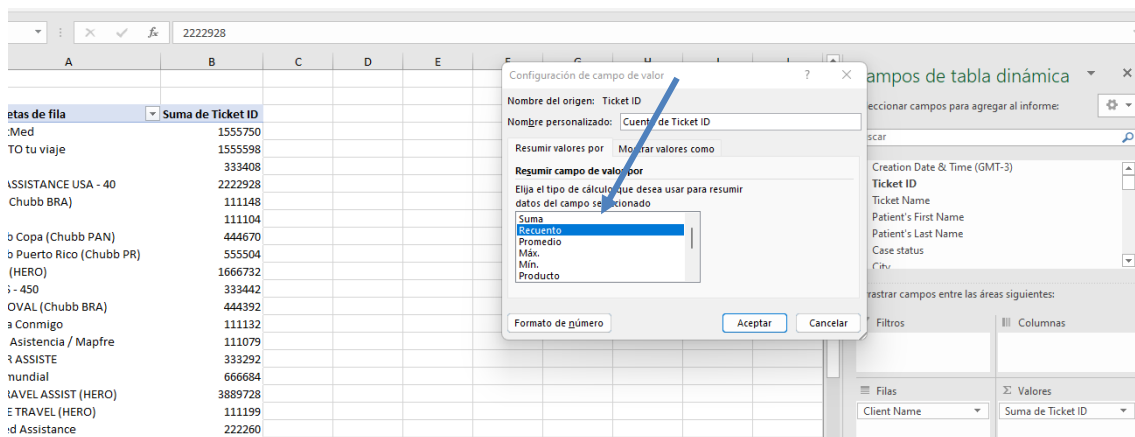 fx 2222928
A B C D E F G H I J
etas de fila Suma de Ticket ID
:Med 1555750
TO tu viaje 1555598
333408
ASSISTANCE USA - 40 2222928
Chubb BRA) 111148
111104
b Copa (Chubb PAN) 444670
b Puerto Rico (Chubb PR) 555504
(HERO) 1666732
- 450 333442
OVAL (Chubb BRA) 444392
a Conmigo 111132
Asistencia / Mapfre 111079
R ASSISTE 333292
mundial 666684
RAVEL ASSIST (HERO) 3889728
E TRAVEL (HERO) 111199
ed Assistance 222260
Configuración de campo de valor ? ×
Nombre del origen: Ticket ID
Nombre personalizado: Cuenta de Ticket ID
Resumir valores por Mostrar valores como
Resumir campo de valor por
Elija el tipo de cálculo que desea usar para resumir
datos del campo seleccionado
Suma
Recuento
Promedio
Máx.
Mín.
Producto
Formato de número Aceptar Cancelar
ampos de tabla dinámica
eccionar campos para agregar al informe:
scar
Creation Date & Time (GMT-3)
Ticket ID
Ticket Name
Patient's First Name
Patient's Last Name
Case status
City
rastrar campos entre las áreas siguientes:
Filtros Columnas
Filas Σ Valores
Client Name Suma de Ticket ID